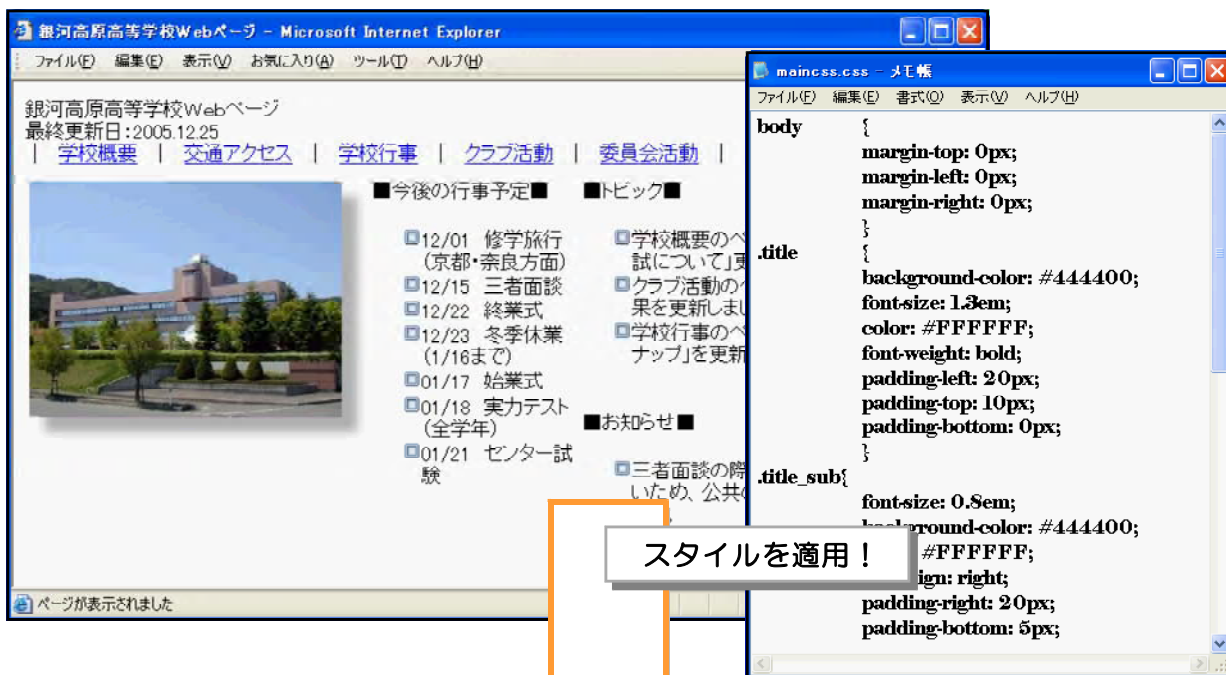 銀河高原高等学校Webページ - Microsoft Internet Explorer
ファイル(F) 編集(E) 表示(V) お気に入り(A) ツール(T) ヘルプ(H)
銀河高原高等学校Webページ
最終更新日:2005.12.25
| 学校概要 | 交通アクセス | 学校行事 | クラブ活動 | 委員会活動 |
■今後の行事予定■
12/01 修学旅行
(京都・奈良方面)
12/15 三者面談
12/22 終業式
12/23 冬季休業
(1/16まで)
01/17 始業式
01/18 実力テスト
(全学年)
01/21 センター試
験
■トピック■
学校概要のペ
試について」更
クラブ活動の
果を更新しまし
学校行事のペ
ナップ」を更新
■お知らせ■
三者面談の際
いため、公共の
ページが表示されました
maincss.css - メモ帳
ファイル(F) 編集(E) 書式(O) 表示(V) ヘルプ(H)
body {
margin-top: 0px;
margin-left: 0px;
margin-right: 0px;
}
.title {
background-color: #444400;
font-size: 1.3em;
color: #FFFFFF;
font-weight: bold;
padding-left: 20px;
padding-top: 10px;
padding-bottom: 0px;
}
.title_sub{
font-size: 0.8em;
background-color: #444400;
#FFFFFF;
right;
padding-right: 20px;
padding-bottom: 5px;
スタイルを適用！